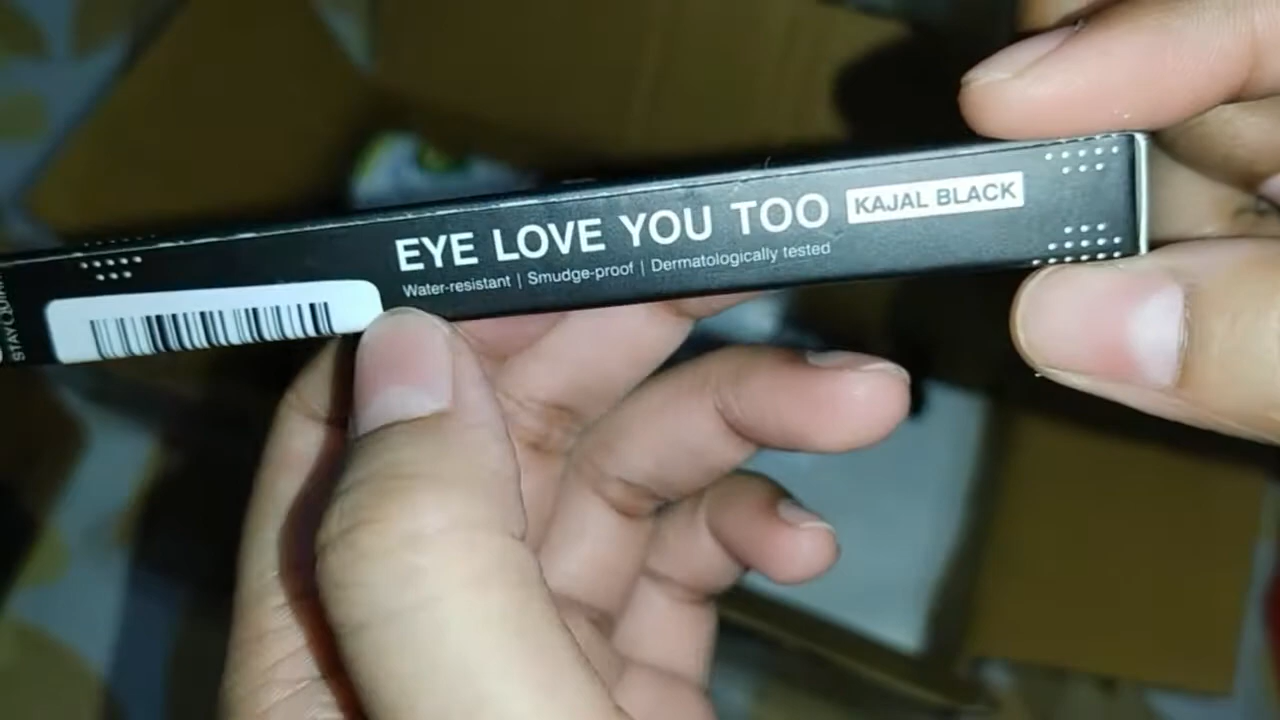 EYE LOVE YOU TOO KAJAL BLACK
Water-resistant | Smudge-proof | Dermatologically tested